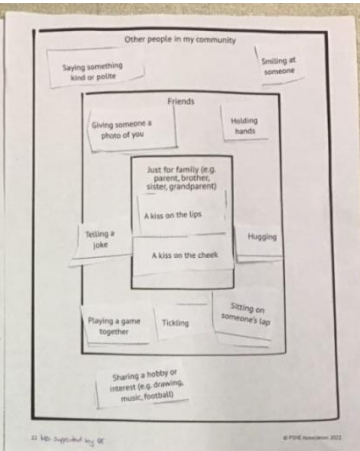 Other people in my community
Saying something
kind or polite
Smiling at
someone
Friends
Giving someone a
photo of you
Holding
hands
Just for family (e.g.
parent, brother,
sister, grandparent)
A kiss on the lips
Telling a
joke
A kiss on the cheek
Hugging
Playing a game
together
Tickling
Sitting on
someone's lap
Sharing a hobby or
interest (e.g. drawing,
music, football)
supported by
© PSHE Association 2022